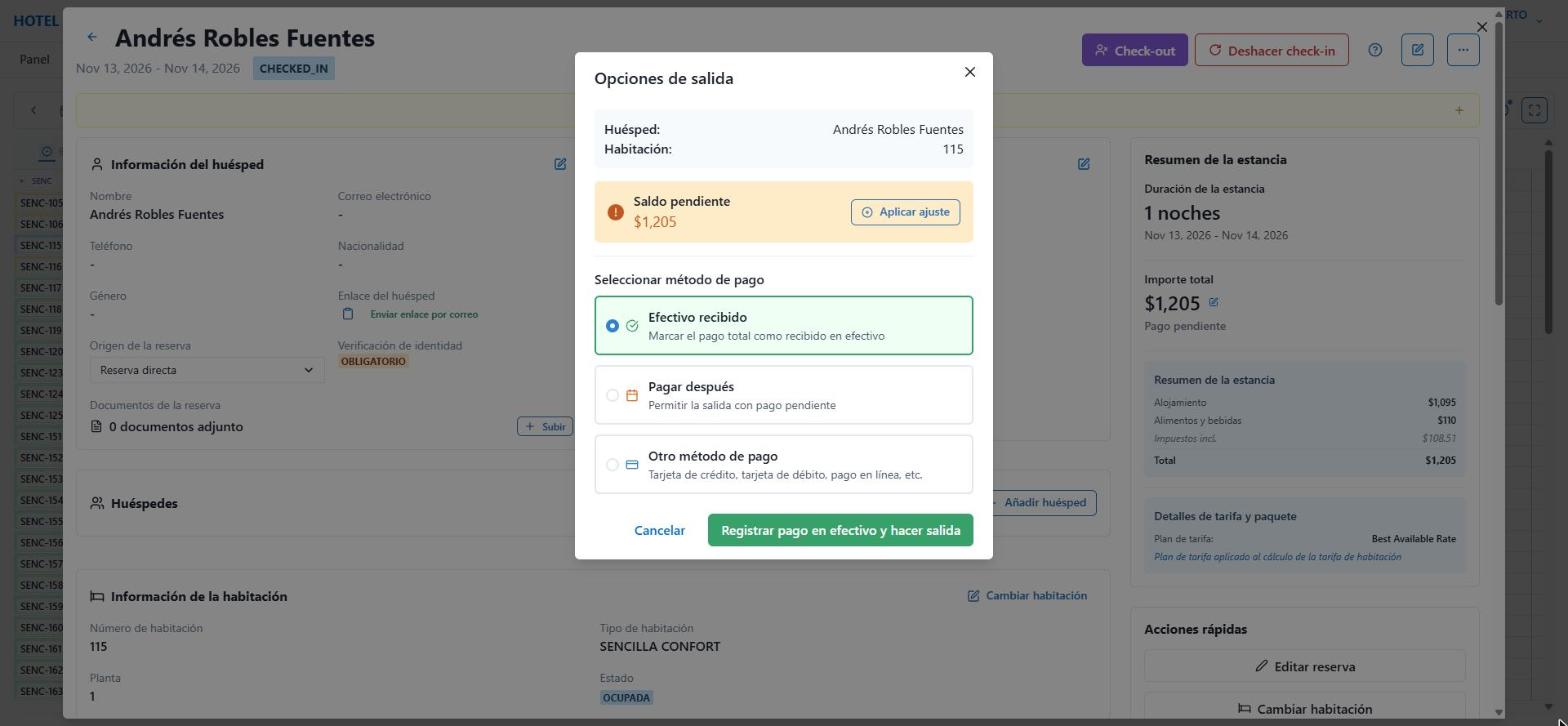 HOTEL
RTO
Panel
Andrés Robles Fuentes
Nov 13, 2026 - Nov 14, 2026
CHECKED_IN
Check-out
Deshacer check-in
SENC
SENC-105
SENC-106
SENC-115
SENC-116
SENC-117
SENC-118
SENC-119
SENC-120
SENC-123
SENC-124
SENC-125
SENC-151
SENC-152
SENC-153
SENC-154
SENC-155
SENC-156
SENC-157
SENC-158
SENC-159
SENC-160
SENC-161
SENC-162
SENC-163
Información del huésped
Nombre
Andrés Robles Fuentes
Correo electrónico
-
Teléfono
-
Nacionalidad
-
Género
-
Enlace del huésped
Enviar enlace por correo
Origen de la reserva
Reserva directa
Verificación de identidad
OBLIGATORIO
Documentos de la reserva
0 documentos adjunto
+ Subir
Huéspedes
Añadir huésped
Información de la habitación
Cambiar habitación
Número de habitación
115
Tipo de habitación
SENCILLA CONFORT
Planta
1
Estado
OCUPADA
Opciones de salida
Huésped: Andrés Robles Fuentes
Habitación: 115
Saldo pendiente
$1,205
Aplicar ajuste
Seleccionar método de pago
Efectivo recibido
Marcar el pago total como recibido en efectivo
Pagar después
Permitir la salida con pago pendiente
Otro método de pago
Tarjeta de crédito, tarjeta de débito, pago en línea, etc.
Cancelar
Registrar pago en efectivo y hacer salida
Resumen de la estancia
Duración de la estancia
1 noches
Nov 13, 2026 - Nov 14, 2026
Importe total
$1,205
Pago pendiente
Resumen de la estancia
Alojamiento $1,095
Alimentos y bebidas $110
Impuestos incl. $108.51
Total $1,205
Detalles de tarifa y paquete
Plan de tarifa: Best Available Rate
Plan de tarifa aplicado al cálculo de la tarifa de habitación
Acciones rápidas
Editar reserva
Cambiar habitación